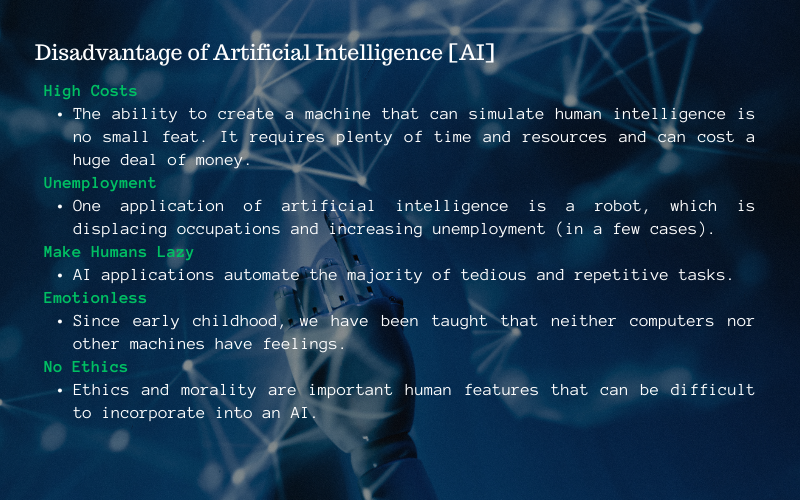 Disadvantage of Artificial Intelligence [AI]
High Costs
• The ability to create a machine that can simulate human intelligence is
no small feat. It requires plenty of time and resources and can cost a
huge deal of money.
Unemployment
• One application of artificial intelligence is a robot, which is
displacing occupations and increasing unemployment (in a few cases).
Make Humans Lazy
• AI applications automate the majority of tedious and repetitive tasks.
Emotionless
• Since early childhood, we have been taught that neither computers nor
other machines have feelings.
No Ethics
• Ethics and morality are important human features that can be difficult
to incorporate into an AI.